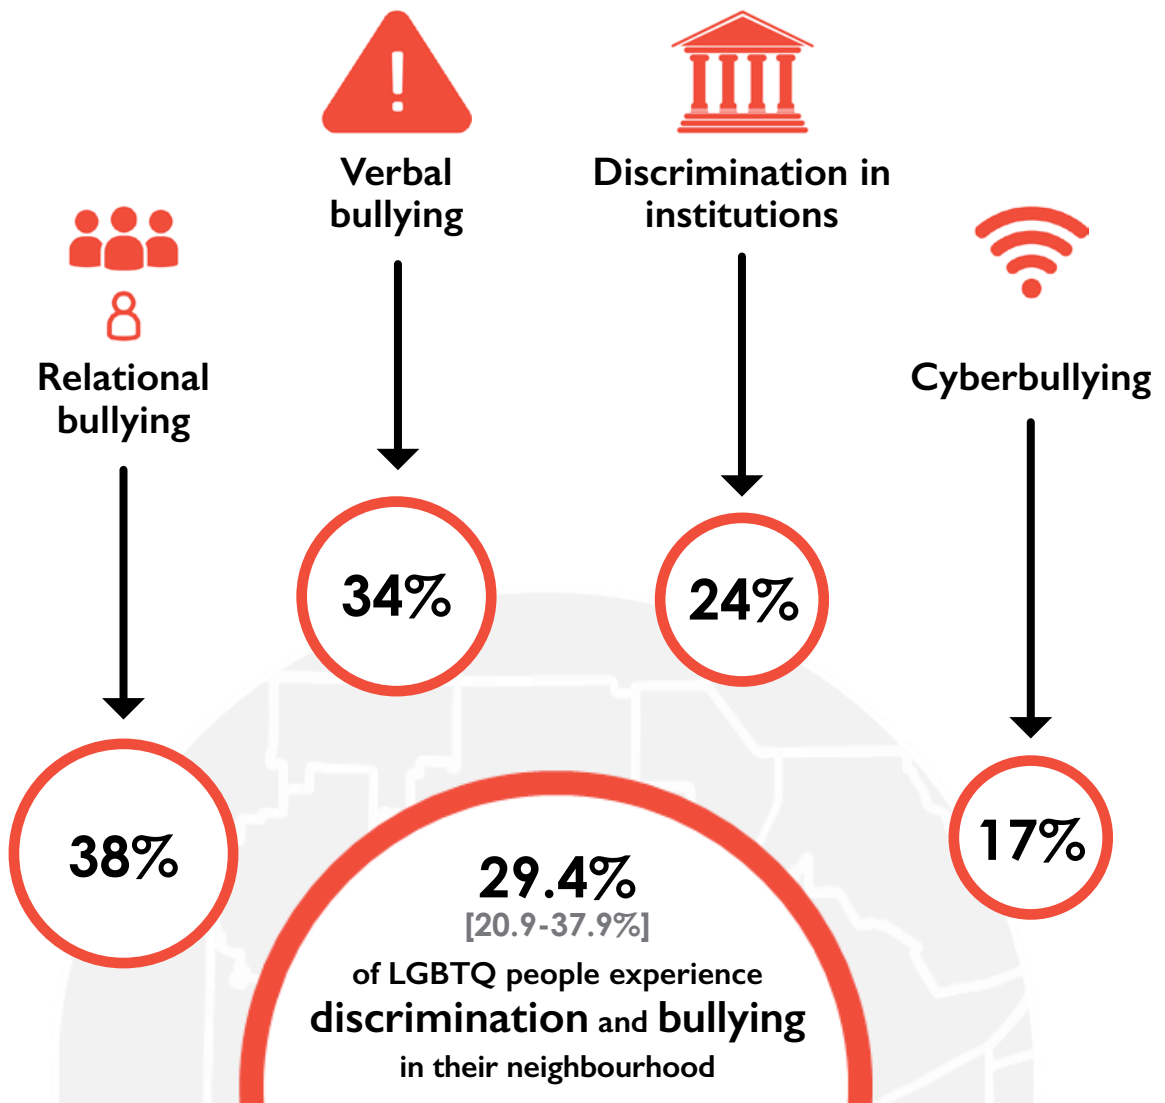 Verbal
bullying
Discrimination in
institutions
Relational
bullying
Cyberbullying
34%
24%
38%
17%
29.4%
[20.9-37.9%]
of LGBTQ people experience
discrimination and bullying
in their neighbourhood